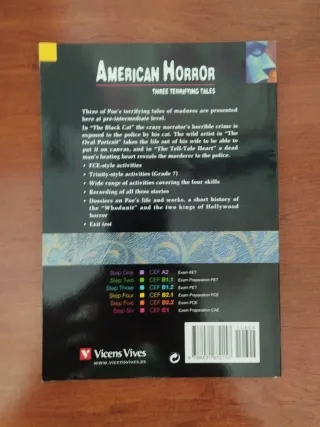 AMERICAN HORROR
THREE TERRIFYING TALES
Three of Poe's terrifying tales of madness are presented
here at pre-intermediate level.
In "The Black Cat" the crazy narrator's horrible crime is
exposed to the police by his cat. The wild artist in "The
Oval Portrait" takes the life out of his wife to be able to
put it on canvas, and in "The Tell-Tale Heart" a dead
man's beating heart reveals the murderer to the police.
• FCE-style activities
• Trinity-style activities (Grade 7)
• Wide range of activities covering the four skills
• Recording of all three stories
• Dossiers on Poe's life and works, a short history of
the "Whodunit" and the two kings of Hollywood
horror
• Exit test
Step One CEF A2 Exam KET
Step Two CEF B1.1 Exam Preparation PET
Step Three CEF B1.2 Exam PET
Step Four CEF B2.1 Exam Preparation FCE
Step Five CEF B2.2 Exam FCE
Step Six CEF C1 Exam Preparation CAE
Vicens Vives
www.vicensvives.es